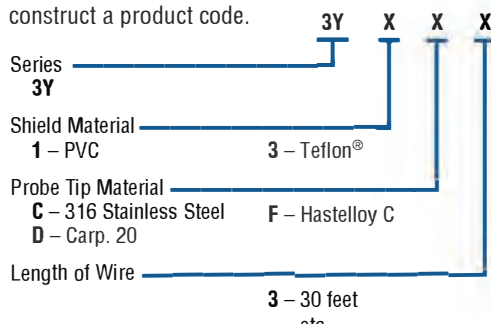 construct a product code.
3Y X X X
Series
3Y
Shield Material
1 – PVC 3 – Teflon®
Probe Tip Material
C – 316 Stainless Steel F – Hastelloy C
D – Carp. 20
Length of Wire
3 – 30 feet